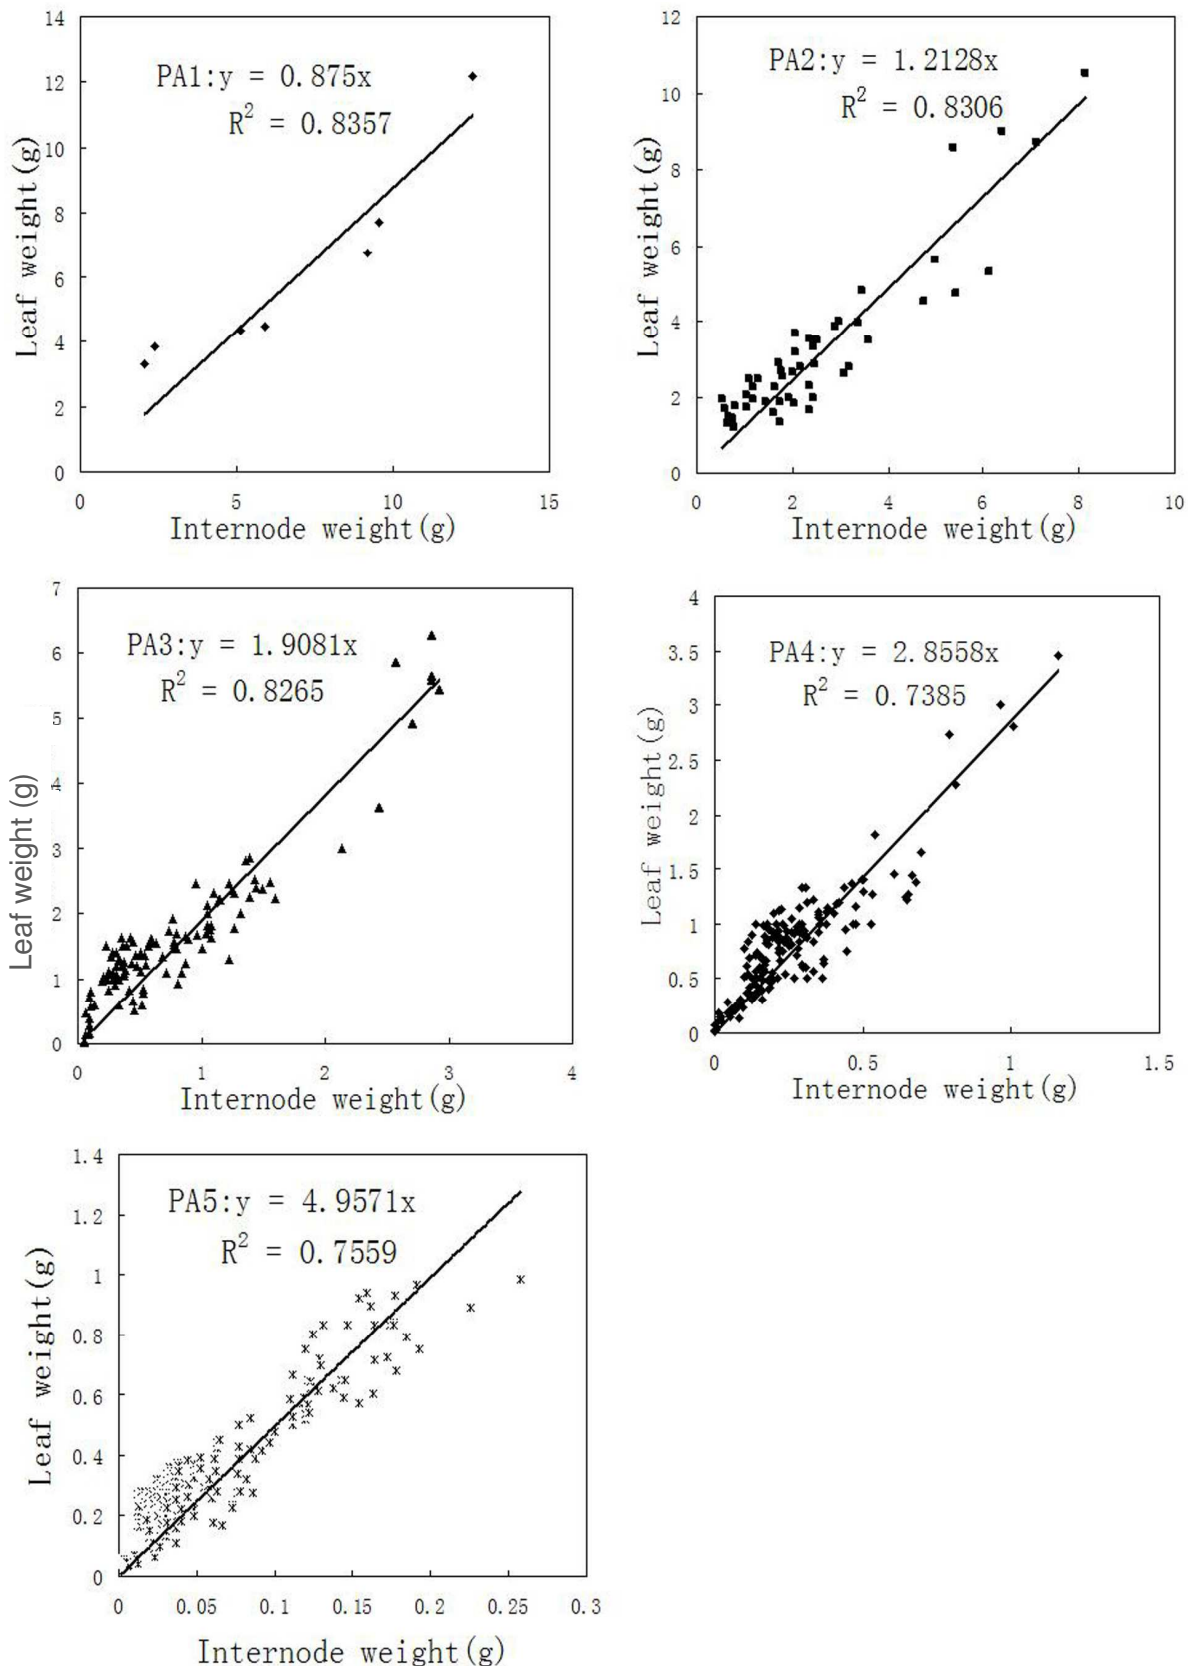 14
12
10
8
6
4
2
0
Leaf weight(g)
PA1:y = 0.875x
R² = 0.8357
0 5 10 15
Internode weight(g)
12
10
8
6
4
2
0
Leaf weight(g)
PA2:y = 1.2128x
R² = 0.8306
0 2 4 6 8 10
Internode weight(g)
7
6
5
4
3
2
1
0
Leaf weight (g)
PA3:y = 1.9081x
R² = 0.8265
0 1 2 3 4
Internode weight(g)
4
3.5
3
2.5
2
1.5
1
0.5
0
Leaf weight(g)
PA4:y = 2.8558x
R² = 0.7385
0 0.5 1 1.5
Internode weight(g)
1.4
1.2
1
0.8
0.6
0.4
0.2
0
Leaf weight(g)
PA5:y = 4.9571x
R² = 0.7559
0 0.05 0.1 0.15 0.2 0.25 0.3
Internode weight(g)